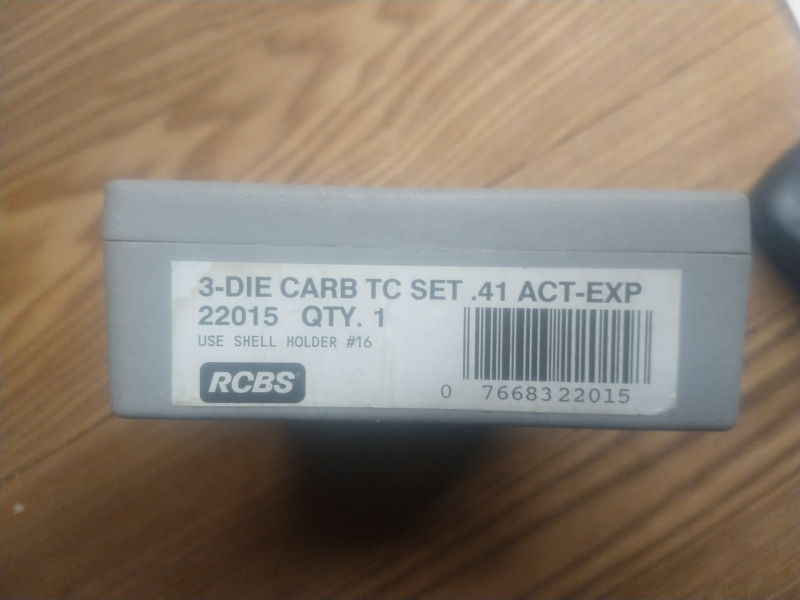 3-DIE CARB TC SET .41 ACT-EXP
22015 QTY. 1
USE SHELL HOLDER #16
RCBS
0 7668322015